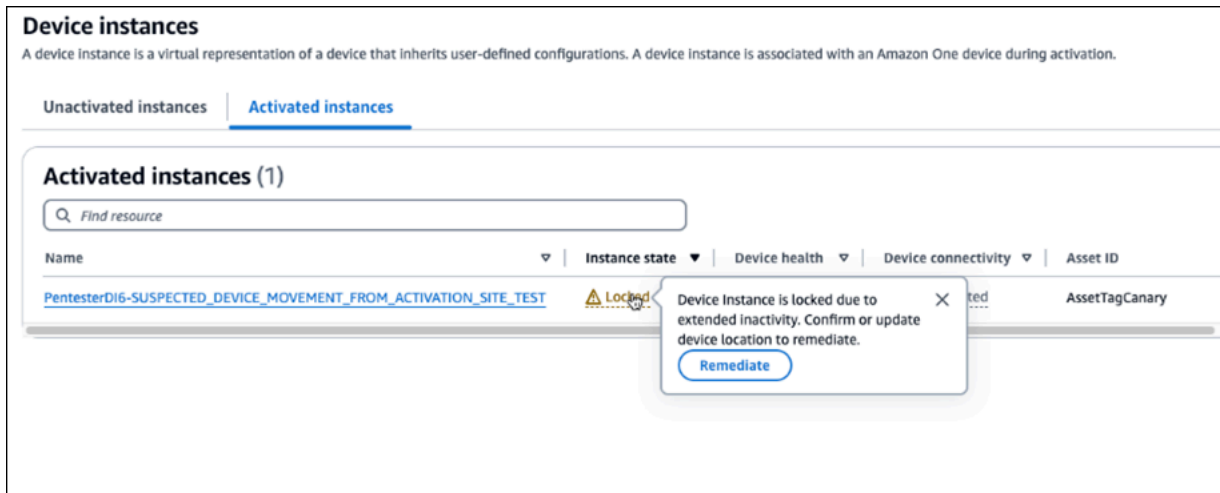 Device instances
A device instance is a virtual representation of a device that inherits user-defined configurations. A device instance is associated with an Amazon One device during activation.
Unactivated instances Activated instances
Activated instances (1)
Find resource
Name Instance state Device health Device connectivity Asset ID
PentesterDI6-SUSPECTED_DEVICE_MOVEMENT_FROM_ACTIVATION_SITE_TEST Locked ted AssetTagCanary
Device Instance is locked due to
extended inactivity. Confirm or update
device location to remediate.
Remediate